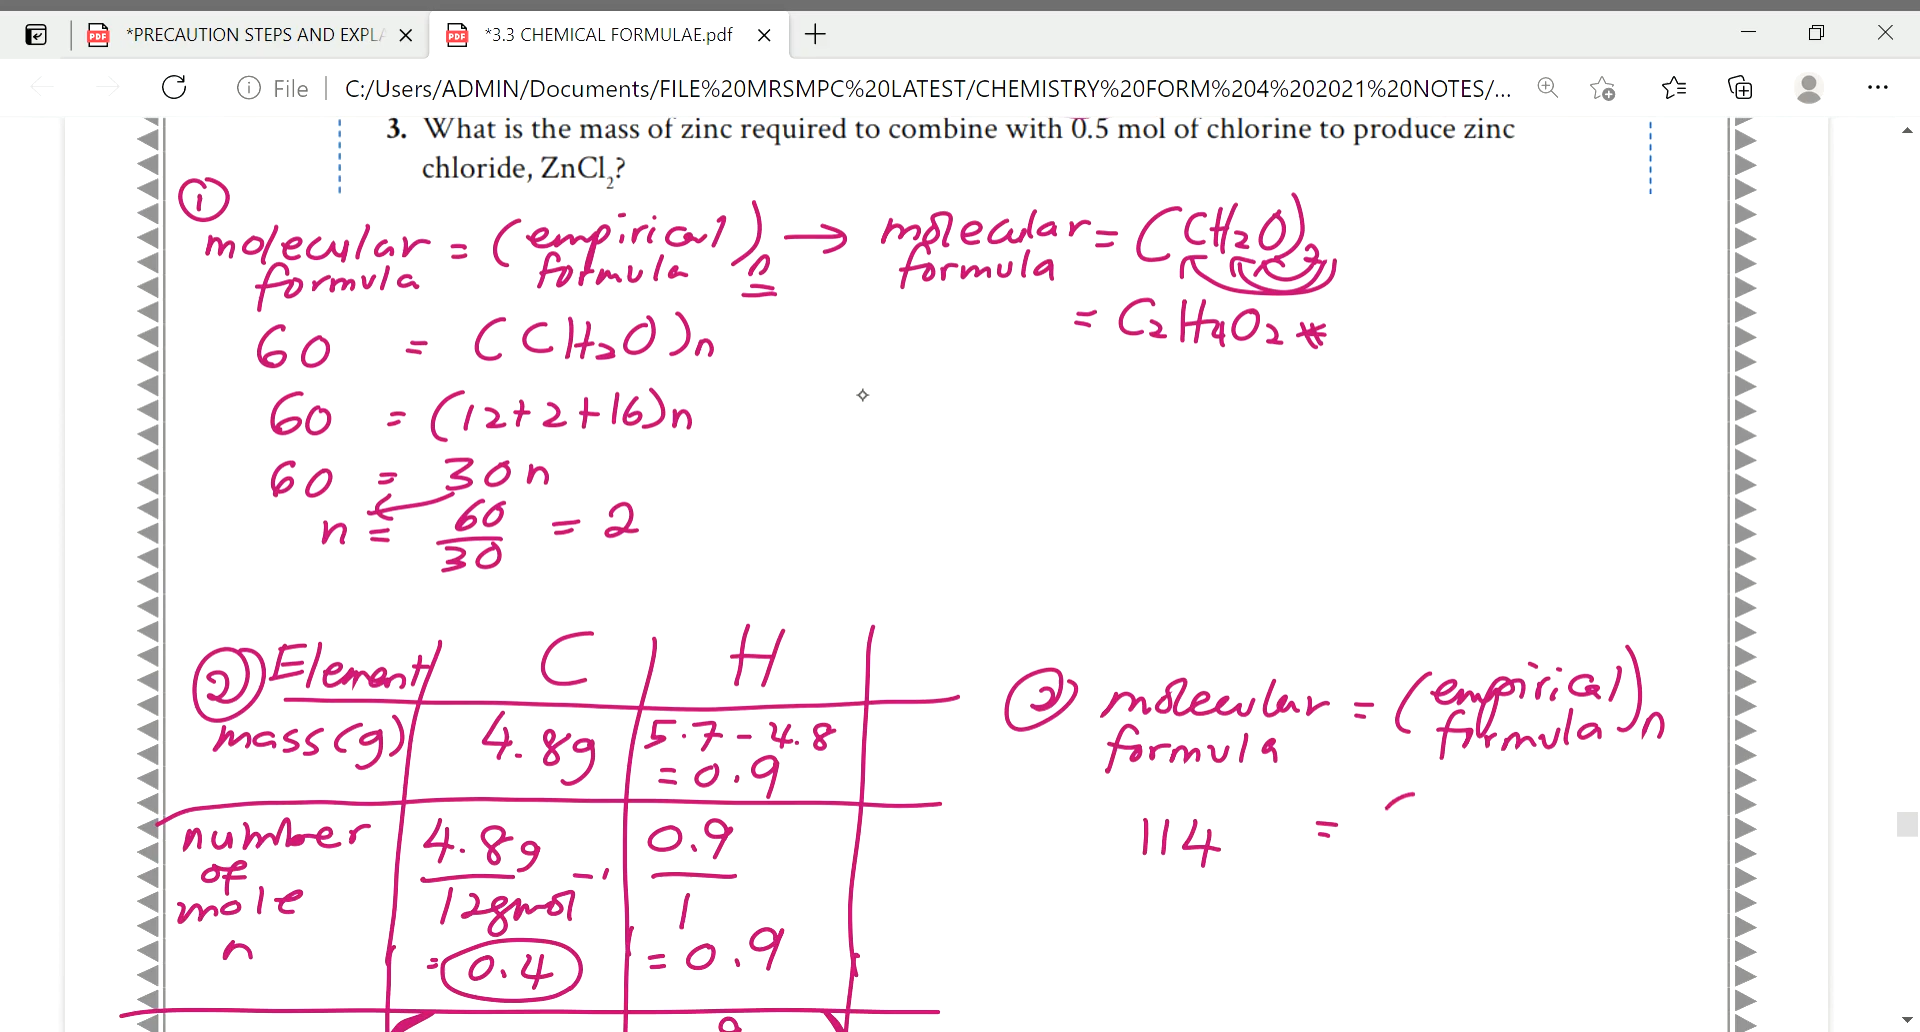 *PRECAUTION STEPS AND EXPLA
*3.3 CHEMICAL FORMULAE.pdf
File
C:/Users/ADMIN/Documents/FILE%20MRSMPC%20LATEST/CHEMISTRY%20FORM%204%202021%20NOTES/...
3. What is the mass of zinc required to combine with 0.5 mol of chlorine to produce zinc
chloride, ZnCl₂?
①
molecular formula = (empirical formula)n → molecular formula = (CH₂O)₂
= C₂H₄O₂ *
60 = (CH₂O)n
60 = (12+2+16)n
60 = 30n
n = 60/30 = 2
② Element C H
mass(g) 4.8g 5.7 - 4.8
= 0.9
number of mole n
4.8g/12gmol⁻¹
= 0.4
0.9/1
= 0.9
② molecular formula = (empirical formula)n
114 = (